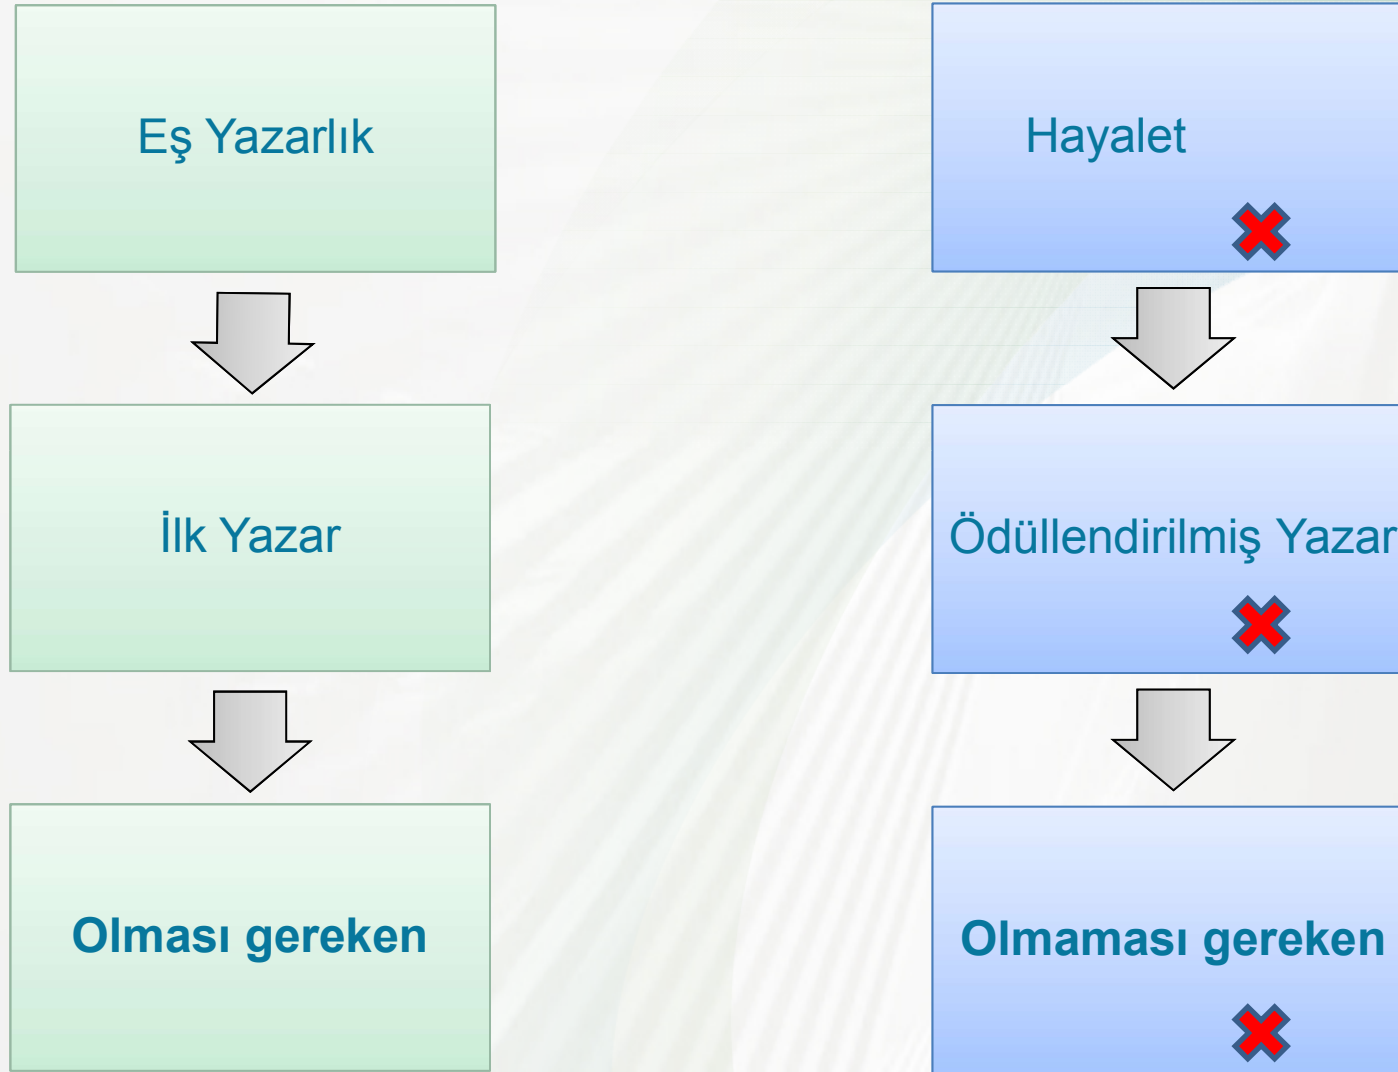 Eş Yazarlık
İlk Yazar
Olması gereken
Hayalet
Ödüllendirilmiş Yazar
Olmaması gereken